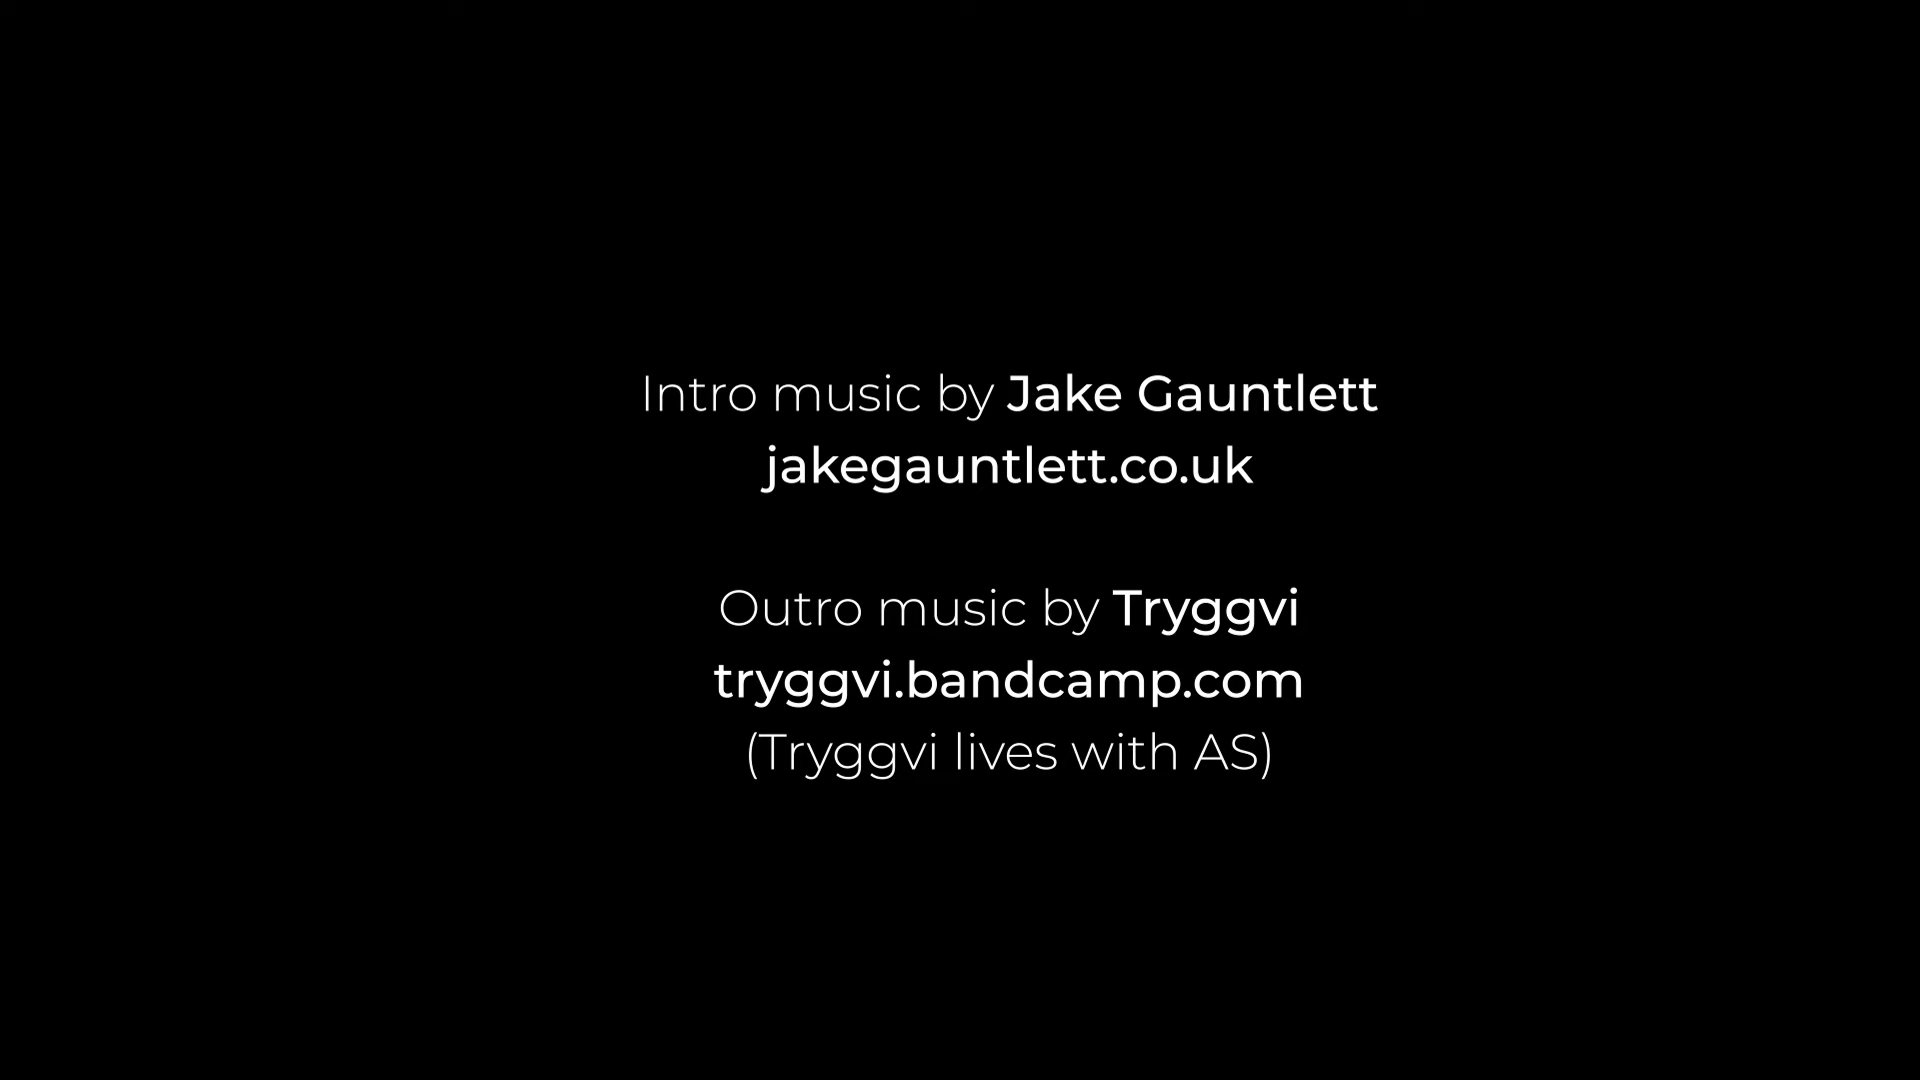 Intro music by Jake Gauntlett
jakegauntlett.co.uk
Outro music by Tryggvi
tryggvi.bandcamp.com
(Tryggvi lives with AS)